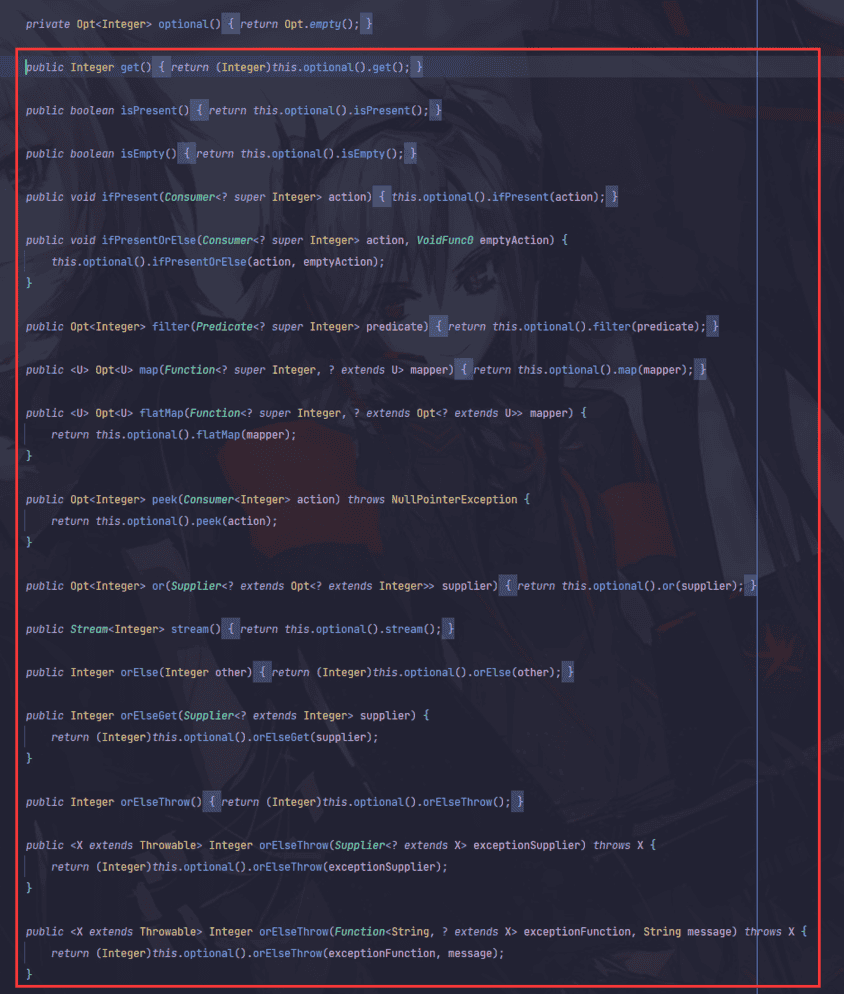 private Opt<Integer> optional() { return Opt.empty(); }
public Integer get() { return (Integer)this.optional().get(); }
public boolean isPresent() { return this.optional().isPresent(); }
public boolean isEmpty() { return this.optional().isEmpty(); }
public void ifPresent(Consumer<? super Integer> action) { this.optional().ifPresent(action); }
public void ifPresentOrElse(Consumer<? super Integer> action, VoidFunc0 emptyAction) {
this.optional().ifPresentOrElse(action, emptyAction);
}
public Opt<Integer> filter(Predicate<? super Integer> predicate) { return this.optional().filter(predicate); }
public <U> Opt<U> map(Function<? super Integer, ? extends U> mapper) { return this.optional().map(mapper); }
public <U> Opt<U> flatMap(Function<? super Integer, ? extends Opt<? extends U>> mapper) {
return this.optional().flatMap(mapper);
}
public Opt<Integer> peek(Consumer<Integer> action) throws NullPointerException {
return this.optional().peek(action);
}
public Opt<Integer> or(Supplier<? extends Opt<? extends Integer>> supplier) { return this.optional().or(supplier); }
public Stream<Integer> stream() { return this.optional().stream(); }
public Integer orElse(Integer other) { return (Integer)this.optional().orElse(other); }
public Integer orElseGet(Supplier<? extends Integer> supplier) {
return (Integer)this.optional().orElseGet(supplier);
}
public Integer orElseThrow() { return (Integer)this.optional().orElseThrow(); }
public <X extends Throwable> Integer orElseThrow(Supplier<? extends X> exceptionSupplier) throws X {
return (Integer)this.optional().orElseThrow(exceptionSupplier);
}
public <X extends Throwable> Integer orElseThrow(Function<String, ? extends X> exceptionFunction, String message) throws X {
return (Integer)this.optional().orElseThrow(exceptionFunction, message);
}